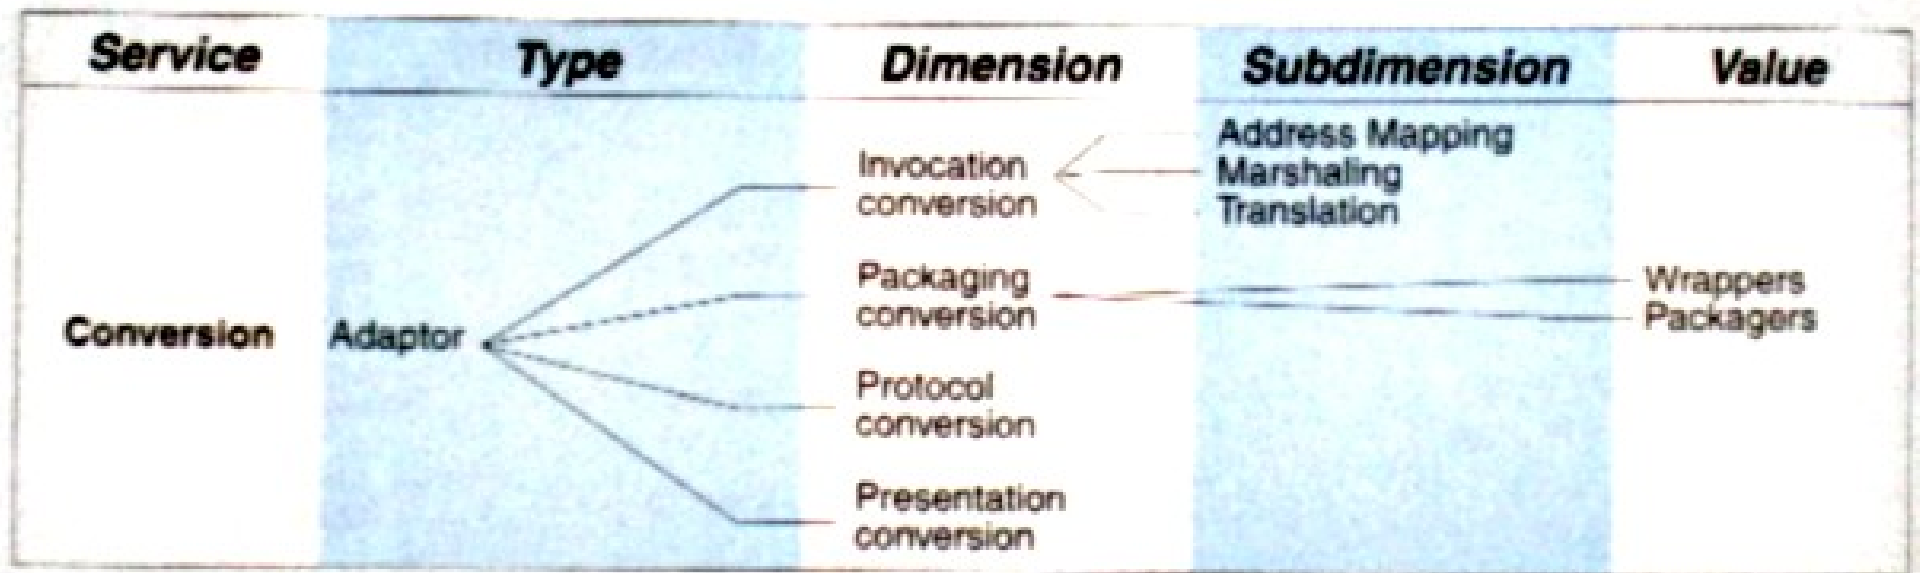 Service Type Dimension Subdimension Value
Address Mapping
Invocation
conversion
Marshaling
Translation
Packaging
conversion
Wrappers
Packagers
Conversion Adaptor
Protocol
conversion
Presentation
conversion